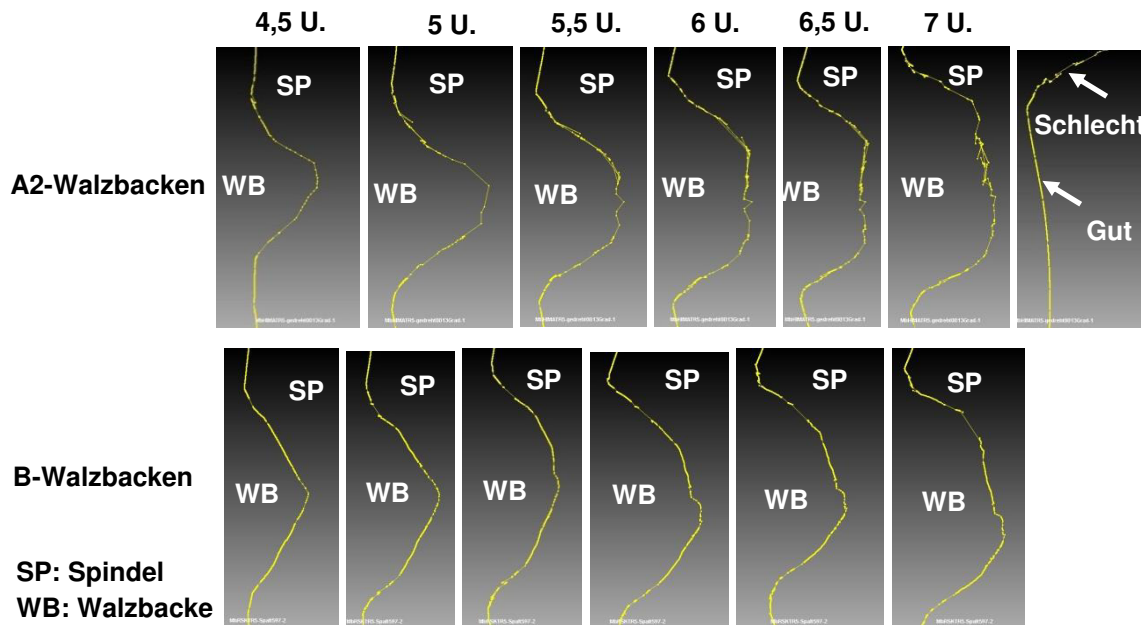 4,5 U. 5 U. 5,5 U. 6 U. 6,5 U. 7 U.
SP SP SP SP SP SP
Schlecht
A2-Walzbacken
WB WB WB WB WB WB
Gut
SP SP SP SP SP SP
B-Walzbacken
WB WB WB WB WB WB
SP: Spindel
WB: Walzbacke